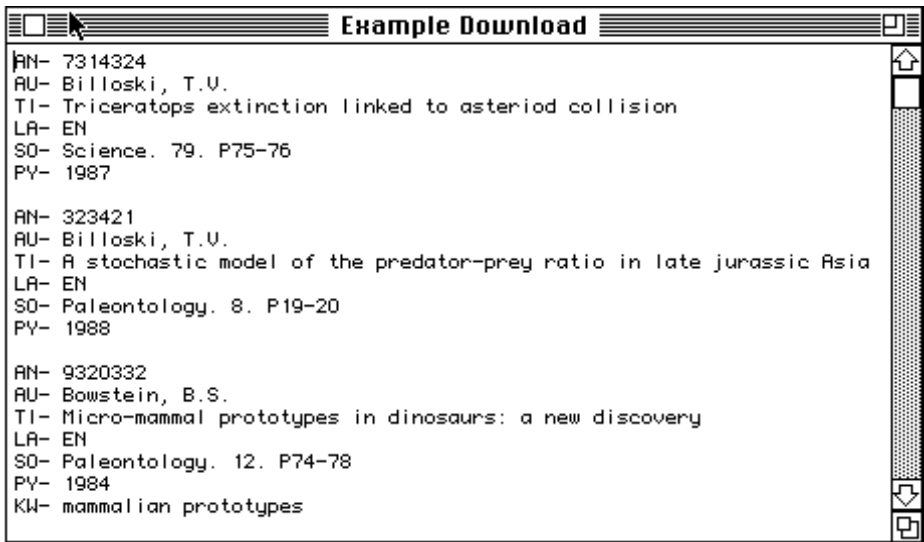 Example Download
AN- 7314324
AU- Billoski, T.V.
TI- Triceratops extinction linked to asteriod collision
LA- EN
SO- Science. 79. P75-76
PY- 1987

AN- 323421
AU- Billoski, T.V.
TI- A stochastic model of the predator-prey ratio in late jurassic Asia
LA- EN
SO- Paleontology. 8. P19-20
PY- 1988

AN- 9320332
AU- Bowstein, B.S.
TI- Micro-mammal prototypes in dinosaurs: a new discovery
LA- EN
SO- Paleontology. 12. P74-78
PY- 1984
KW- mammalian prototypes